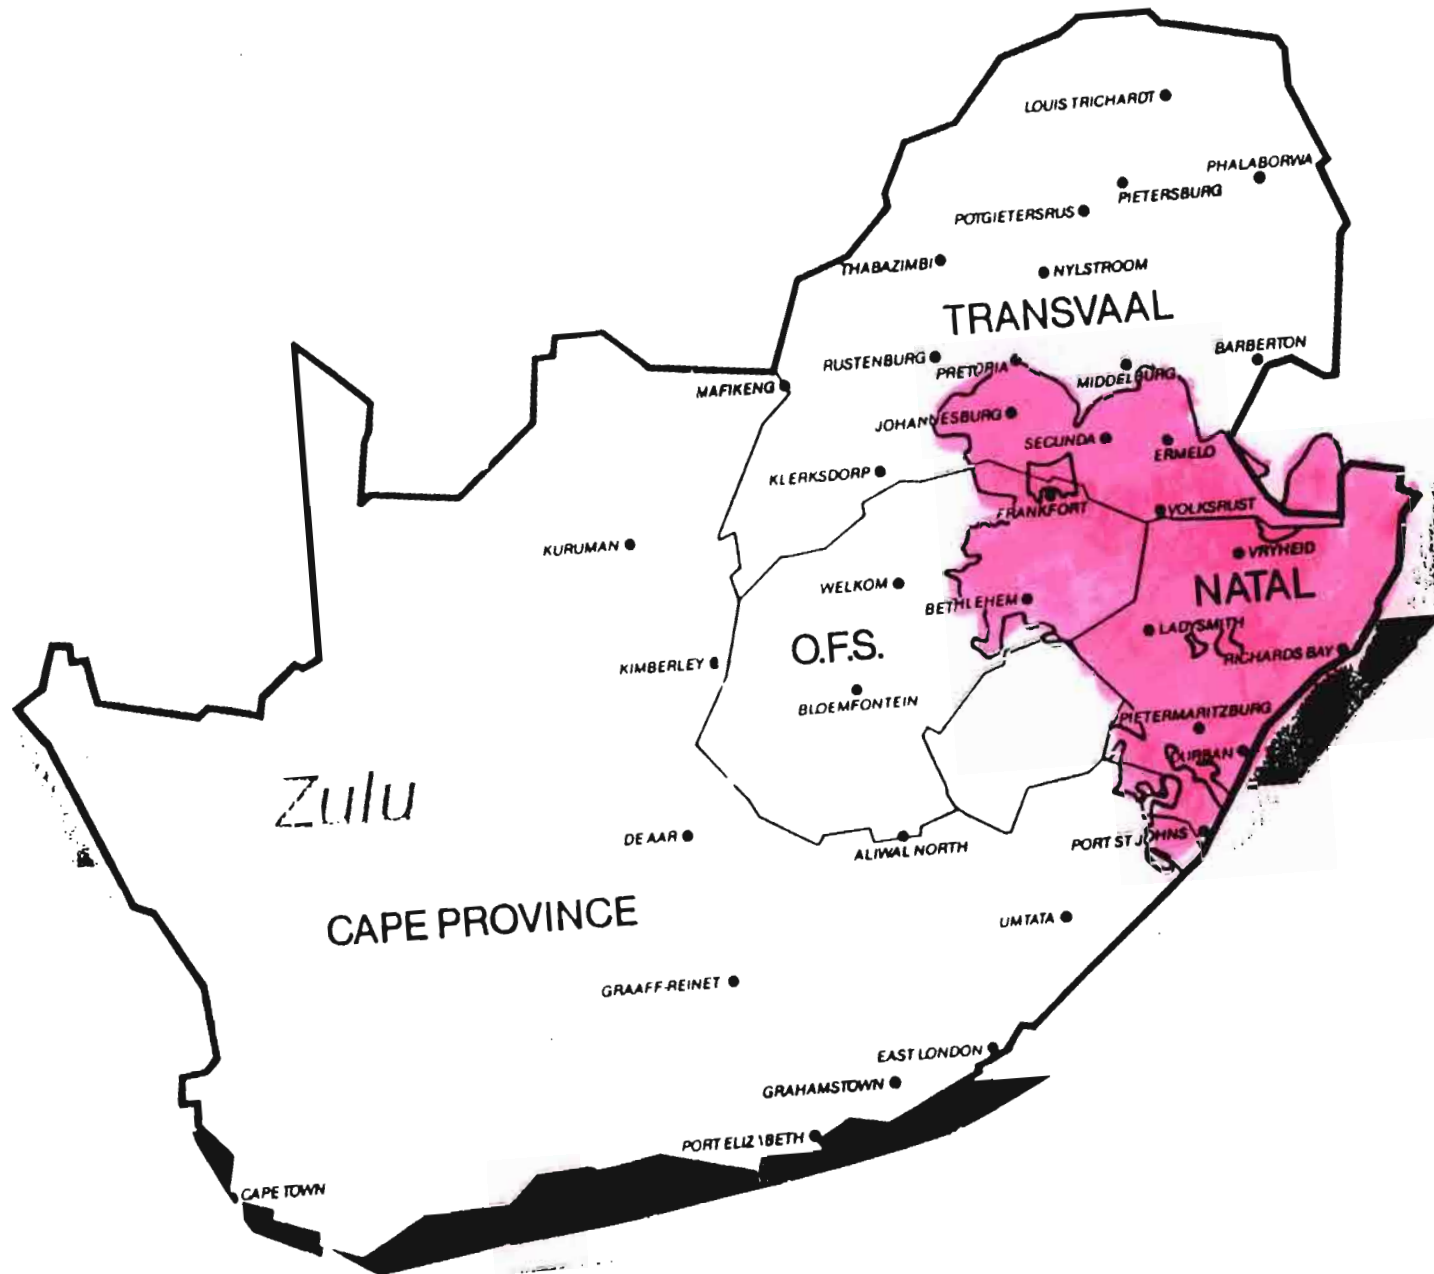 LOUIS TRICHARDT
PHALABORWA
PIETERSBURG
POTGIETERSRUS
THABAZIMBI
NYLSTROOM
TRANSVAAL
BARBERTON
RUSTENBURG
PRETORIA
MIDDELBURG
MAFIKENG
JOHANNESBURG
SECUNDA
ERMELO
KLERKSDORP
FRANKFORT
VOLKSRUST
KURUMAN
VRYHEID
WELKOM
NATAL
BETHLEHEM
LADYSMITH
O.F.S.
RICHARDS BAY
KIMBERLEY
BLOEMFONTEIN
PIETERMARITZBURG
DURBAN
Zulu
DE AAR
ALIWAL NORTH
PORT ST JOHNS
CAPE PROVINCE
UMTATA
GRAAFF-REINET
EAST LONDON
GRAHAMSTOWN
PORT ELIZABETH
CAPE TOWN